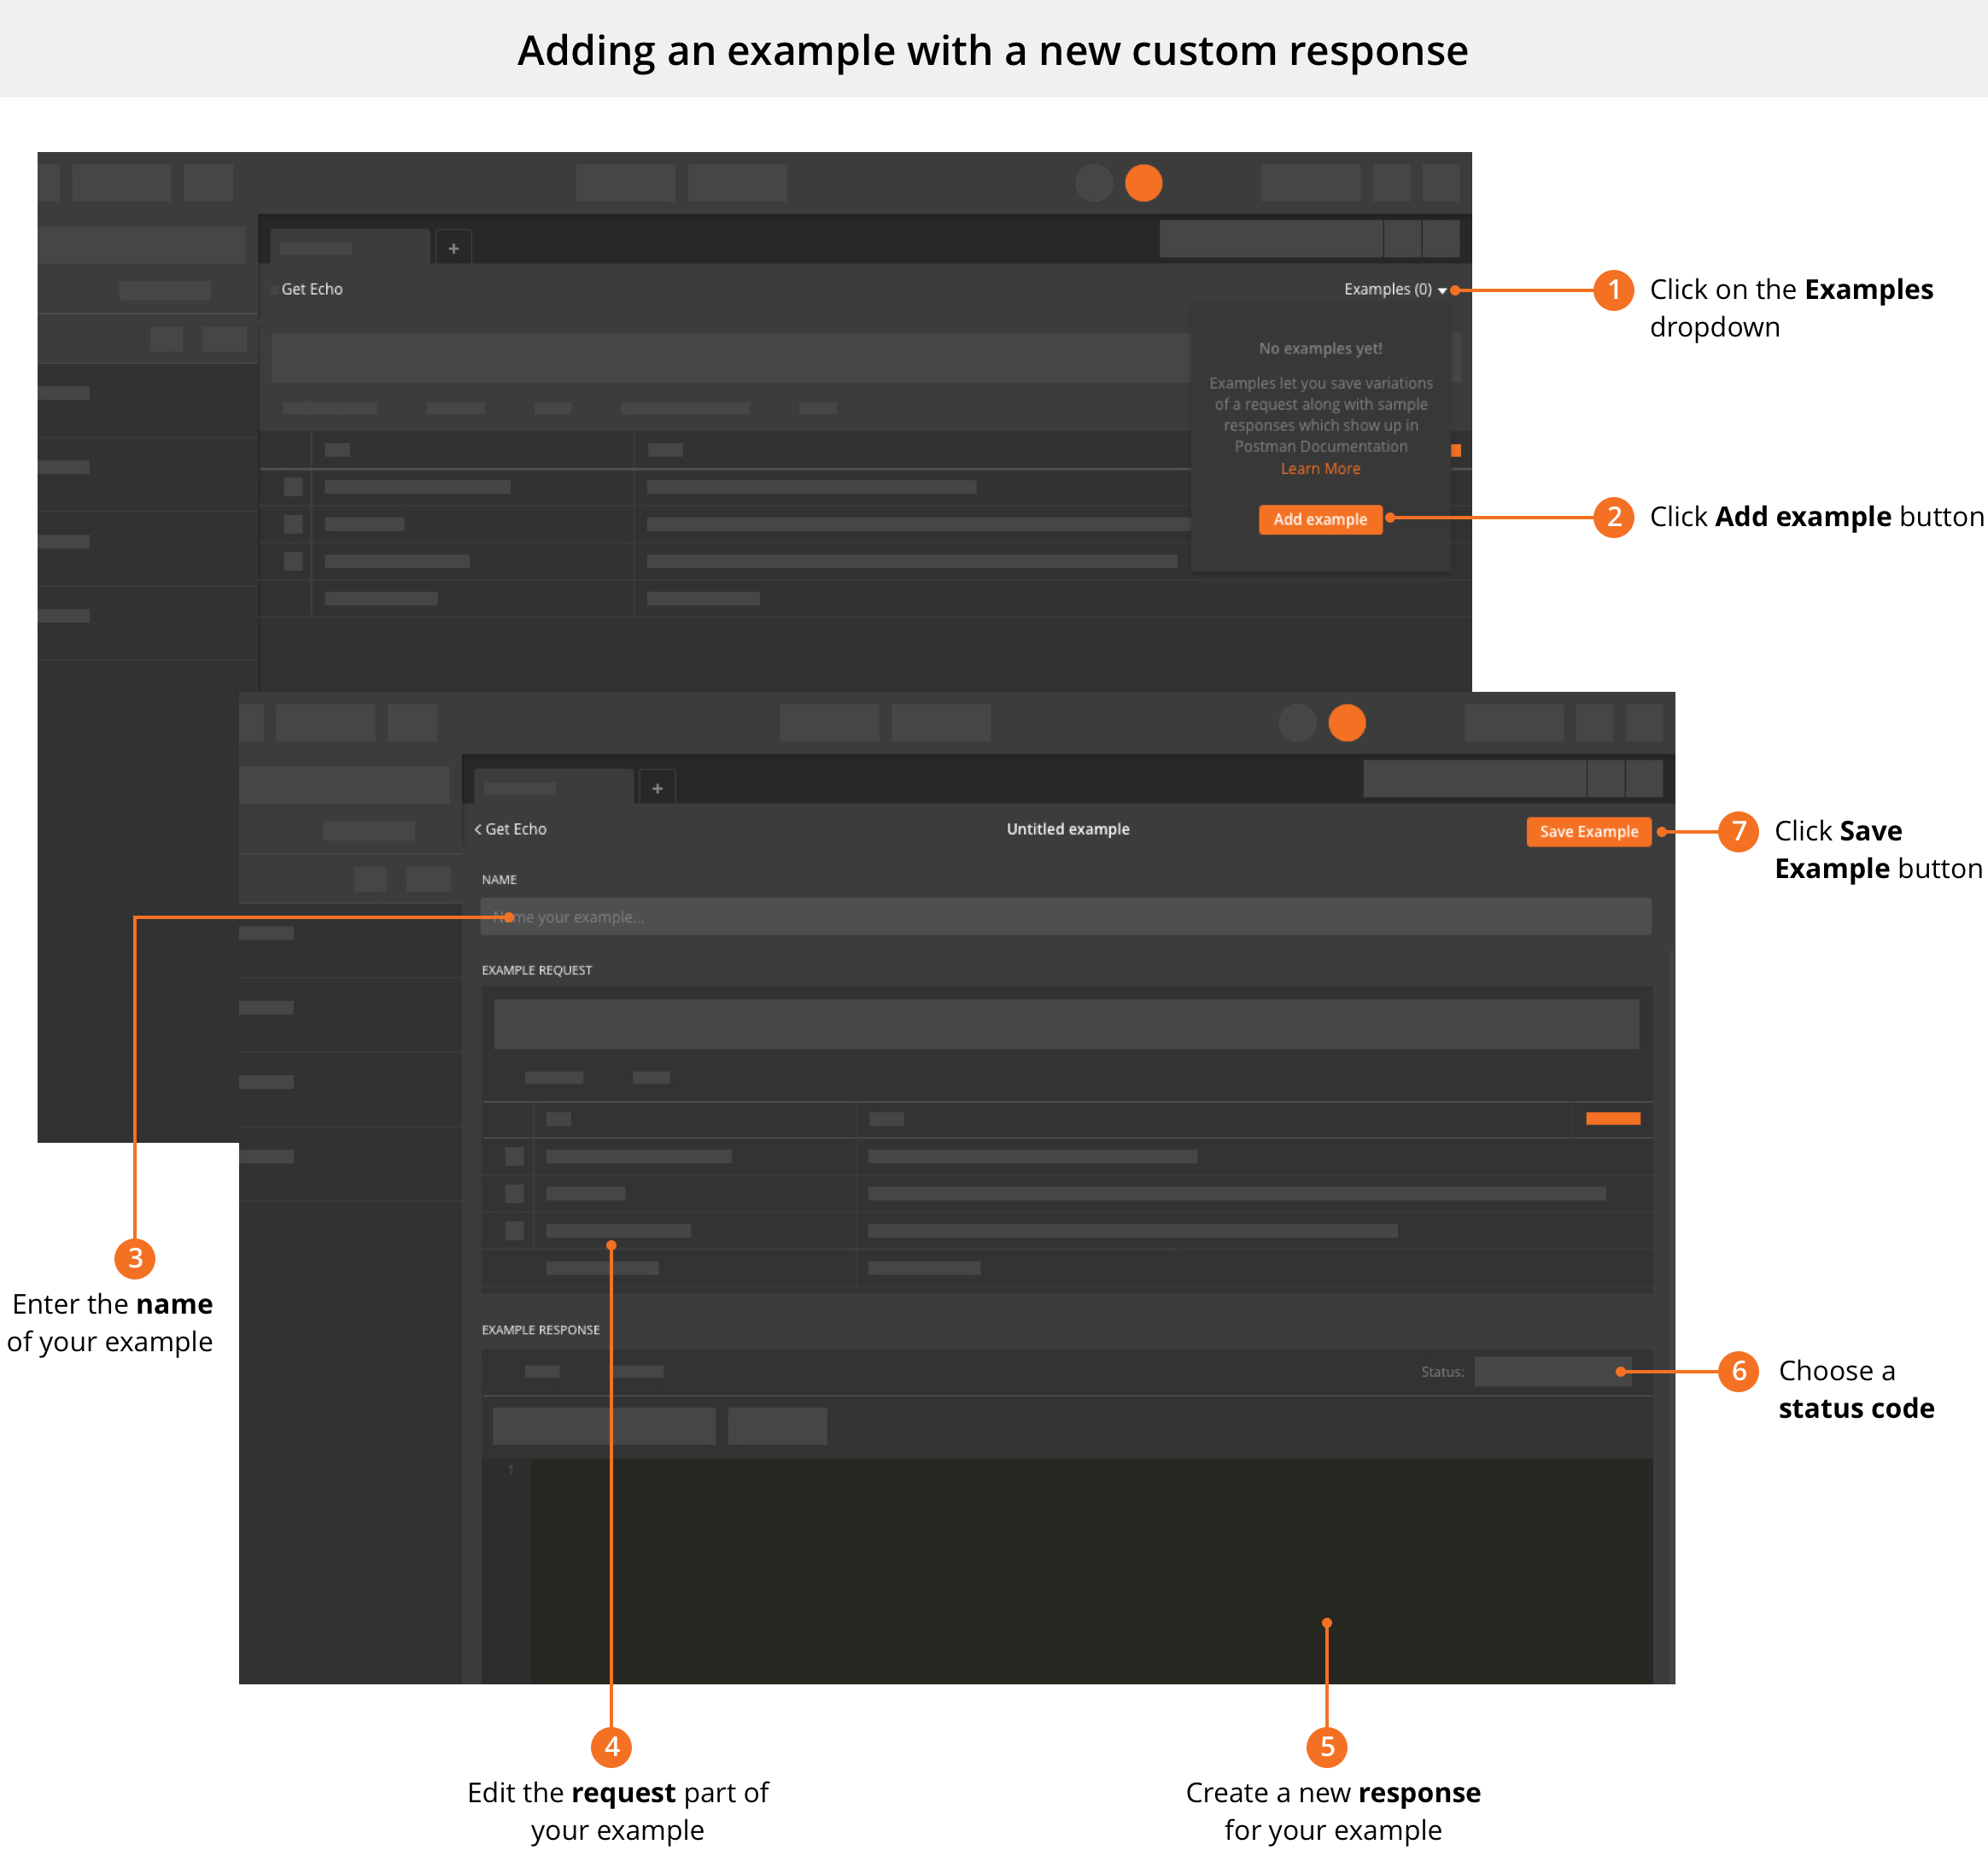 Adding an example with a new custom response
+
Get Echo
Examples (0)
1
Click on the Examples
dropdown
No examples yet!
Examples let you save variations
of a request along with sample
responses which show up in
Postman Documentation
Learn More
Add example
2
Click Add example button
+
< Get Echo
Untitled example
Save Example
7
Click Save
Example button
NAME
Name your example...
EXAMPLE REQUEST
3
Enter the name
of your example
EXAMPLE RESPONSE
Status:
6
Choose a
status code
1
4
Edit the request part of
your example
5
Create a new response
for your example